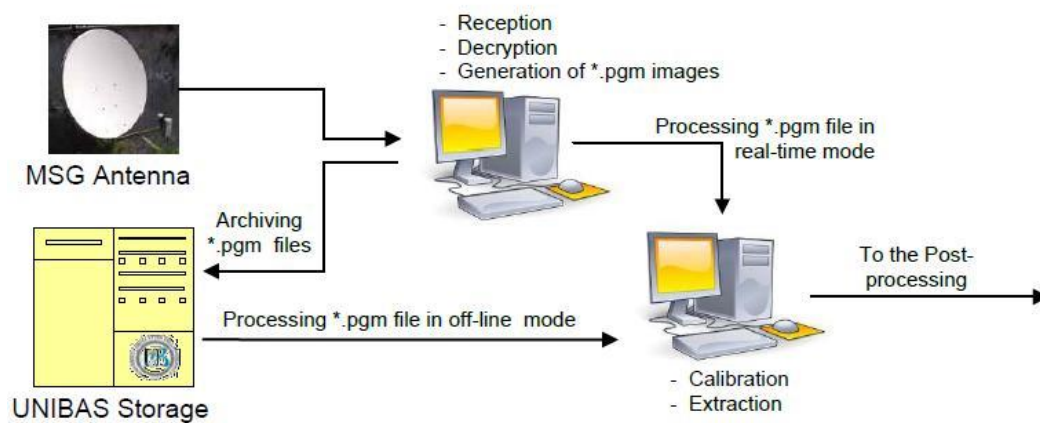 - Reception
- Decryption
- Generation of *.pgm images
MSG Antenna
Processing *.pgm file in
real-time mode
Archiving
*.pgm files
To the Post-
processing
Processing *.pgm file in off-line mode
UNIBAS Storage
- Calibration
- Extraction